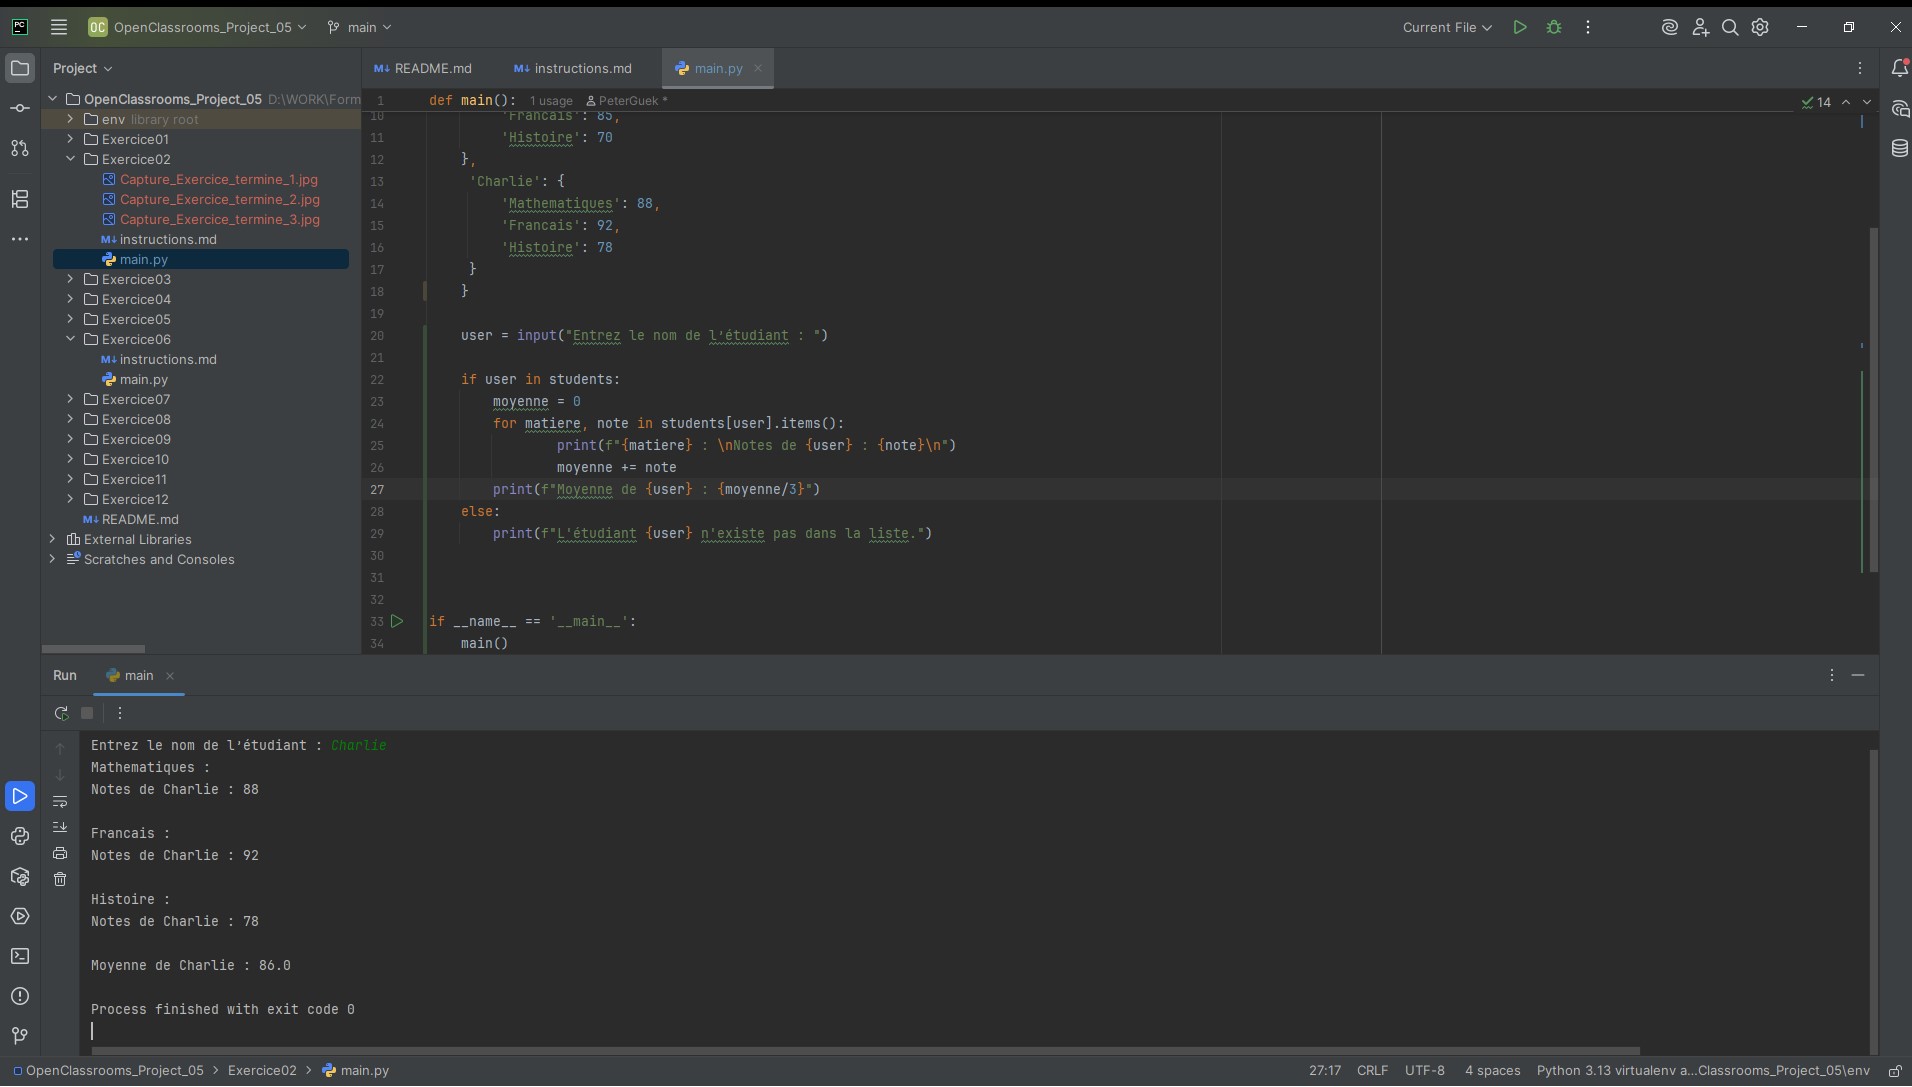 PC
OC OpenClassrooms_Project_05 main Current File
Project
README.md instructions.md main.py
OpenClassrooms_Project_05 D:\WORK\Form
env library root
Exercice01
Exercice02
Capture_Exercice_termine_1.jpg
Capture_Exercice_termine_2.jpg
Capture_Exercice_termine_3.jpg
instructions.md
main.py
Exercice03
Exercice04
Exercice05
Exercice06
instructions.md
main.py
Exercice07
Exercice08
Exercice09
Exercice10
Exercice11
Exercice12
README.md
External Libraries
Scratches and Consoles
1 def main(): 1 usage PeterGuek * 14
10 'Francais': 85,
11 'Histoire': 70
12 },
13 'Charlie': {
14 'Mathematiques': 88,
15 'Francais': 92,
16 'Histoire': 78
17 }
18 }
19
20 user = input("Entrez le nom de l'étudiant : ")
21
22 if user in students:
23 moyenne = 0
24 for matiere, note in students[user].items():
25 print(f"{matiere} : \nNotes de {user} : {note}\n")
26 moyenne += note
27 print(f"Moyenne de {user} : {moyenne/3}")
28 else:
29 print(f"L'étudiant {user} n'existe pas dans la liste.")
30
31
32
33 if __name__ == '__main__':
34 main()
Run main
Entrez le nom de l'étudiant : Charlie
Mathematiques :
Notes de Charlie : 88
Francais :
Notes de Charlie : 92
Histoire :
Notes de Charlie : 78
Moyenne de Charlie : 86.0
Process finished with exit code 0
OpenClassrooms_Project_05 > Exercice02 > main.py 27:17 CRLF UTF-8 4 spaces Python 3.13 virtualenv a...Classrooms_Project_05\env